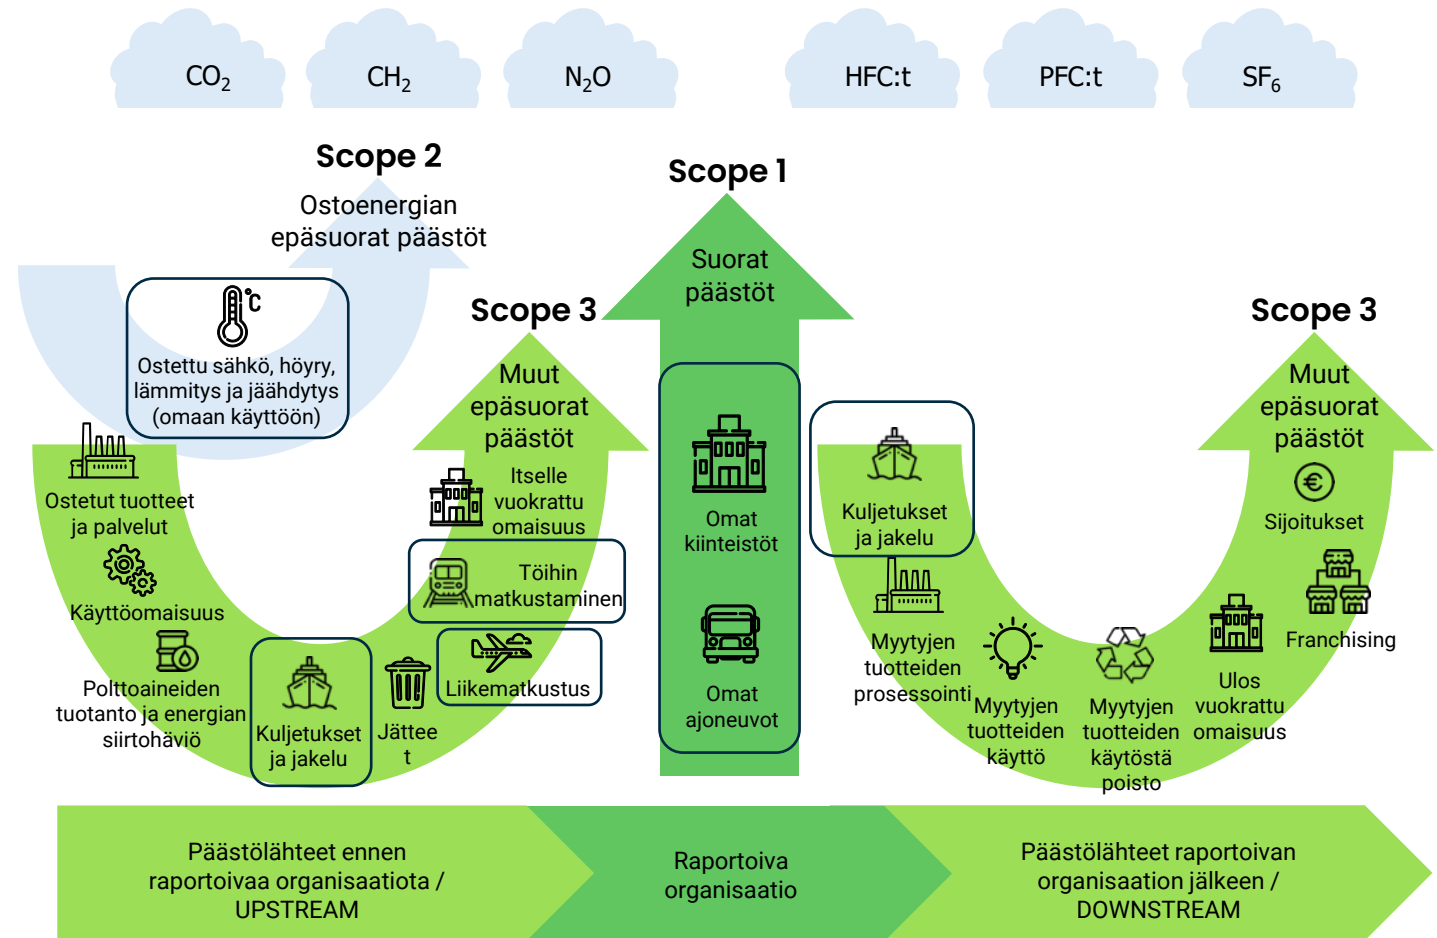 CO₂
CH₂
N₂O
HFC:t
PFC:t
SF₆
Scope 2
Ostoenergian
epäsuorat päästöt
°C
Ostettu sähkö, höyry,
lämmitys ja jäähdytys
(omaan käyttöön)
Scope 3
Muut
epäsuorat
päästöt
Ostetut tuotteet
ja palvelut
Käyttöomaisuus
Polttoaineiden
tuotanto ja energian
siirtohäviö
Kuljetukset
ja jakelu
Jättee
t
Liikematkustus
Töihin
matkustaminen
Itselle
vuokrattu
omaisuus
Scope 1
Suorat
päästöt
Omat
kiinteistöt
Omat
ajoneuvot
Scope 3
Muut
epäsuorat
päästöt
Kuljetukset
ja jakelu
Myytyjen
tuotteiden
prosessointi
Myytyjen
tuotteiden
käyttö
Myytyjen
tuotteiden
käytöstä
poisto
Ulos
vuokrattu
omaisuus
Franchising
€
Sijoitukset
Päästölähteet ennen
raportoivaa organisaatiota /
UPSTREAM
Raportoiva
organisaatio
Päästölähteet raportoivan
organisaation jälkeen /
DOWNSTREAM